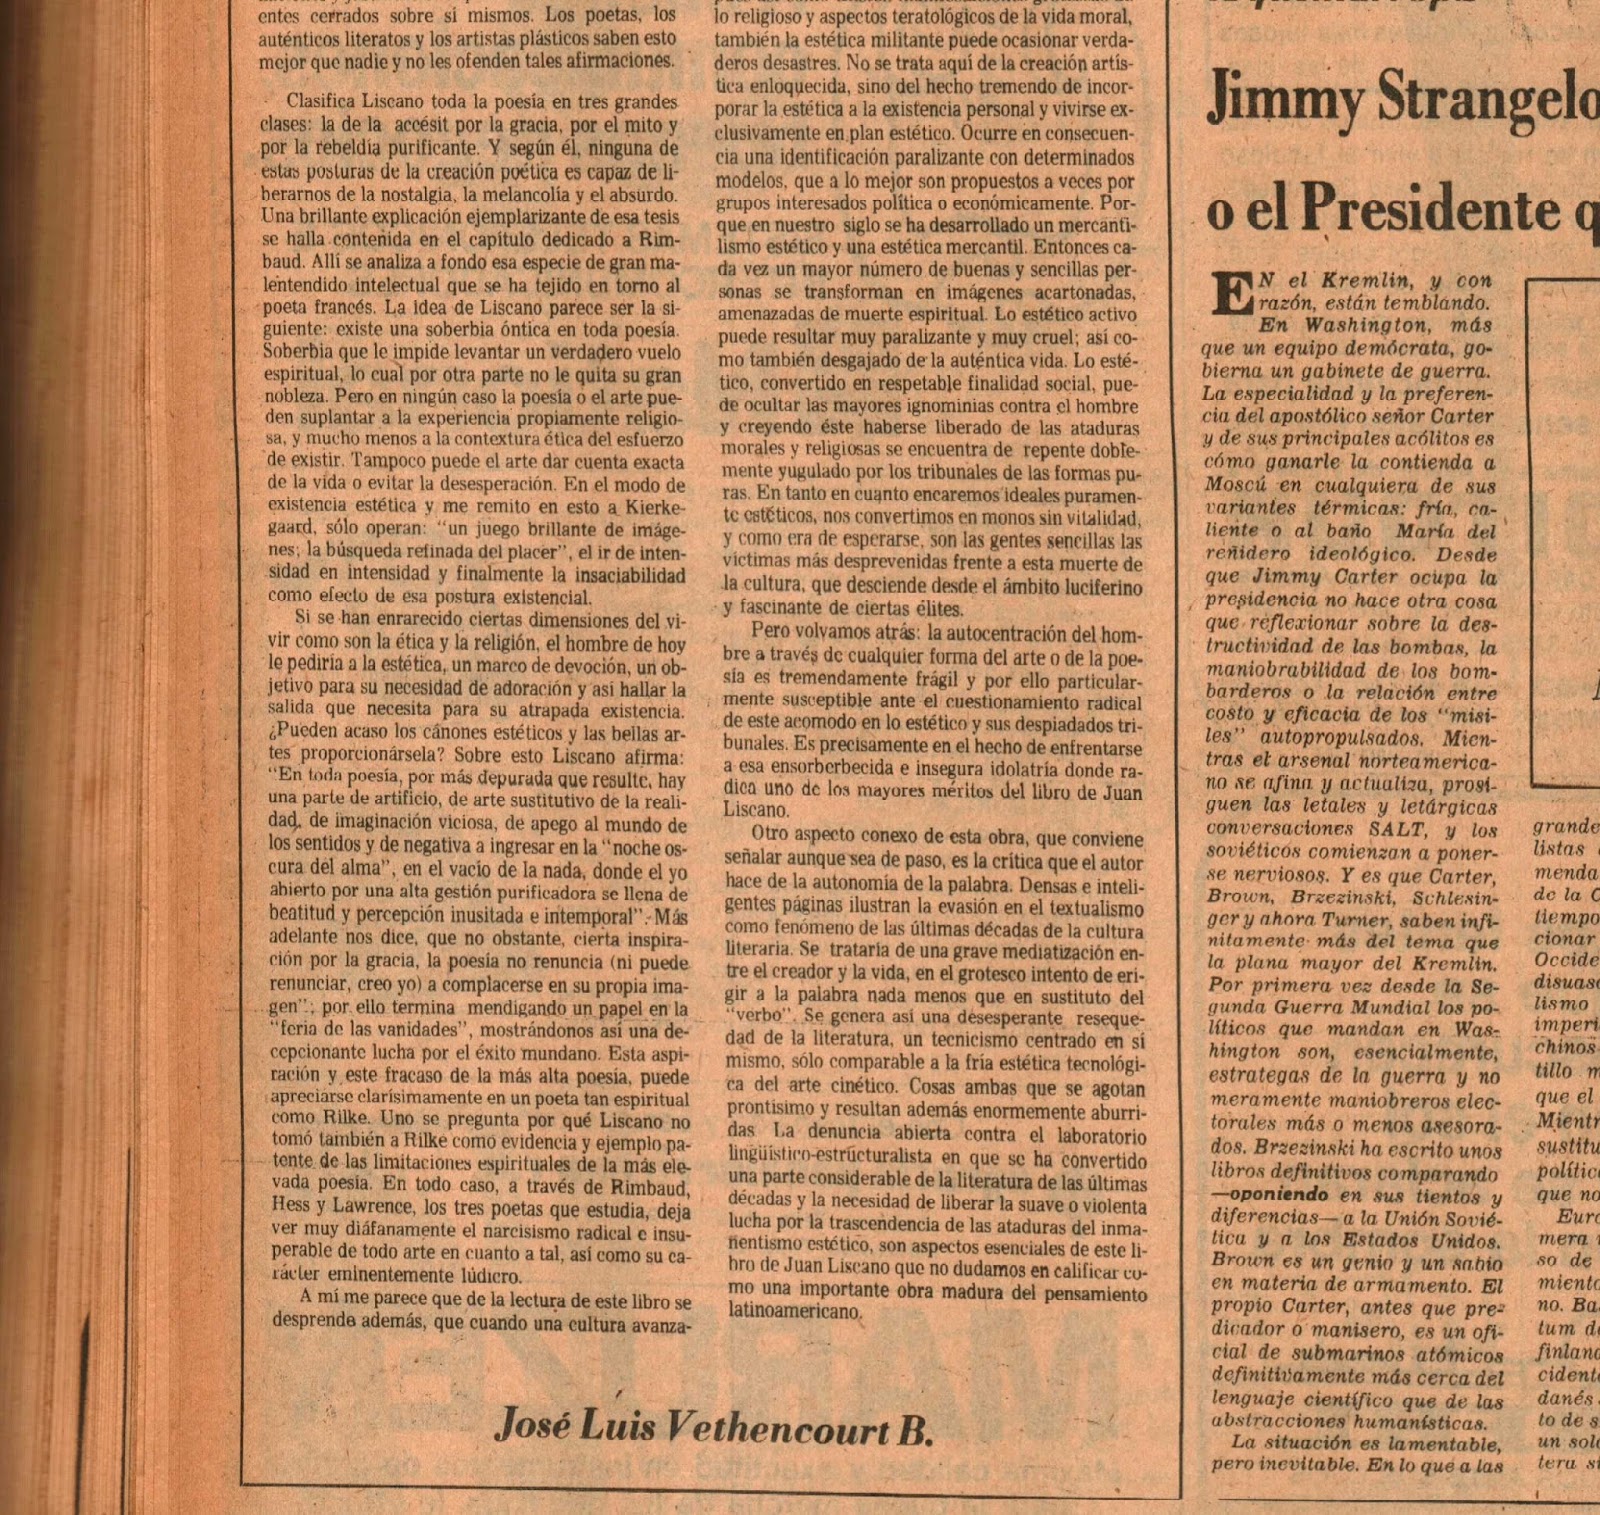 entes cerrados sobre sí mismos. Los poetas, los
auténticos literatos y los artistas plásticos saben esto
mejor que nadie y no les ofenden tales afirmaciones.
Clasifica Liscano toda la poesía en tres grandes
clases: la de la accésit por la gracia, por el mito y
por la rebeldía purificante. Y según él, ninguna de
estas posturas de la creación poética es capaz de li-
berarnos de la nostalgia, la melancolía y el absurdo.
Una brillante explicación ejemplarizante de esa tesis
se halla contenida en el capítulo dedicado a Rim-
baud. Allí se analiza a fondo esa especie de gran ma-
lentendido intelectual que se ha tejido en torno al
poeta francés. La idea de Liscano parece ser la si-
guiente: existe una soberbia óntica en toda poesía.
Soberbia que le impide levantar un verdadero vuelo
espiritual, lo cual por otra parte no le quita su gran
nobleza. Pero en ningún caso la poesía o el arte pue-
den suplantar a la experiencia propiamente religio-
sa, y mucho menos a la contextura ética del esfuerzo
de existir. Tampoco puede el arte dar cuenta exacta
de la vida o evitar la desesperación. En el modo de
existencia estética y me remito en esto a Kierke-
gaard, sólo operan: "un juego brillante de imáge-
nes; la búsqueda refinada del placer", el ir de inten-
sidad en intensidad y finalmente la insaciabilidad
como efecto de esa postura existencial.
Si se han enrarecido ciertas dimensiones del vi-
vir como son la ética y la religión, el hombre de hoy
le pediría a la estética, un marco de devoción, un ob-
jetivo para su necesidad de adoración y así hallar la
salida que necesita para su atrapada existencia.
¿Pueden acaso los cánones estéticos y las bellas ar-
tes proporcionársela? Sobre esto Liscano afirma:
"En toda poesía, por más depurada que resulte, hay
una parte de artificio, de arte sustitutivo de la reali-
dad, de imaginación viciosa, de apego al mundo de
los sentidos y de negativa a ingresar en la "noche os-
cura del alma", en el vacío de la nada, donde el yo
abierto por una alta gestión purificadora se llena de
beatitud y percepción inusitada e intemporal". Más
adelante nos dice, que no obstante, cierta inspira-
ción por la gracia, la poesía no renuncia (ni puede
renunciar, creo yo) a complacerse en su propia ima-
gen"; por ello termina mendigando un papel en la
"feria de las vanidades", mostrándonos así una de-
cepcionante lucha por el éxito mundano. Esta aspi-
ración y este fracaso de la más alta poesía, puede
apreciarse clarísimamente en un poeta tan espiritual
como Rilke. Uno se pregunta por qué Liscano no
tomó también a Rilke como evidencia y ejemplo pa-
tente de las limitaciones espirituales de la más ele-
vada poesía. En todo caso, a través de Rimbaud,
Hess y Lawrence, los tres poetas que estudia, deja
ver muy diáfanamente el narcisismo radical e insu-
perable de todo arte en cuanto a tal, así como su ca-
rácter eminentemente lúdicro.
A mí me parece que de la lectura de este libro se
desprende además, que cuando una cultura avanza-
lo religioso y aspectos teratológicos de la vida moral,
también la estética militante puede ocasionar verda-
deros desastres. No se trata aquí de la creación artís-
tica enloquecida, sino del hecho tremendo de incor-
porar la estética a la existencia personal y vivirse ex-
clusivamente en plan estético. Ocurre en consecuen-
cia una identificación paralizante con determinados
modelos, que a lo mejor son propuestos a veces por
grupos interesados política o económicamente. Por-
que en nuestro siglo se ha desarrollado un mercanti-
lismo estético y una estética mercantil. Entonces ca-
da vez un mayor número de buenas y sencillas per-
sonas se transforman en imágenes acartonadas,
amenazadas de muerte espiritual. Lo estético activo
puede resultar muy paralizante y muy cruel; así co-
mo también desgajado de la auténtica vida. Lo esté-
tico, convertido en respetable finalidad social, pue-
de ocultar las mayores ignominias contra el hombre
y creyendo éste haberse liberado de las ataduras
morales y religiosas se encuentra de repente doble-
mente yugulado por los tribunales de las formas pu-
ras. En tanto en cuanto encaremos ideales puramen-
te estéticos, nos convertimos en monos sin vitalidad,
y como era de esperarse, son las gentes sencillas las
víctimas más desprevenidas frente a esta muerte de
la cultura, que desciende desde el ámbito luciferino
y fascinante de ciertas élites.
Pero volvamos atrás: la autocentración del hom-
bre a través de cualquier forma del arte o de la poe-
sía es tremendamente frágil y por ello particular-
mente susceptible ante el cuestionamiento radical
de este acomodo en lo estético y sus despiadados tri-
bunales. Es precisamente en el hecho de enfrentarse
a esa ensorberbecida e insegura idolatría donde ra-
dica uno de los mayores méritos del libro de Juan
Liscano.
Otro aspecto conexo de esta obra, que conviene
señalar aunque sea de paso, es la crítica que el autor
hace de la autonomía de la palabra. Densas e inteli-
gentes páginas ilustran la evasión en el textualismo
como fenómeno de las últimas décadas de la cultura
literaria. Se trataría de una grave mediatización en-
tre el creador y la vida, en el grotesco intento de eri-
gir a la palabra nada menos que en sustituto del
"verbo". Se genera así una desesperante reseque-
dad de la literatura, un tecnicismo centrado en sí
mismo, sólo comparable a la fría estética tecnológi-
ca del arte cinético. Cosas ambas que se agotan
prontísimo y resultan además enormemente aburri-
das La denuncia abierta contra el laboratorio
lingüístico-estructuralista en que se ha convertido
una parte considerable de la literatura de las últimas
décadas y la necesidad de liberar la suave o violenta
lucha por la trascendencia de las ataduras del inma-
nentismo estético, son aspectos esenciales de este li-
bro de Juan Liscano que no dudamos en calificar co-
mo una importante obra madura del pensamiento
latinoamericano.
José Luis Vethencourt B.
Jimmy Strangelo
o el Presidente q
EN el Kremlin, y con
razón, están temblando.
En Washington, más
que un equipo demócrata, go-
bierna un gabinete de guerra.
La especialidad y la preferen-
cia del apostólico señor Carter
y de sus principales acólitos es
cómo ganarle la contienda a
Moscú en cualquiera de sus
variantes térmicas: fría, ca-
liente o al baño María del
reñidero ideológico. Desde
que Jimmy Carter ocupa la
presidencia no hace otra cosa
que reflexionar sobre la des-
tructividad de las bombas, la
maniobrabilidad de los bom-
barderos o la relación entre
costo y eficacia de los "misi-
les" autopropulsados. Mien-
tras el arsenal norteamerica-
no se afina y actualiza, prosi-
guen las letales y letárgicas
conversaciones SALT, y los
soviéticos comienzan a poner-
se nerviosos. Y es que Carter,
Brown, Brzezinski, Schlesin-
ger y ahora Turner, saben infi-
nitamente más del tema que
la plana mayor del Kremlin.
Por primera vez desde la Se-
gunda Guerra Mundial los po-
líticos que mandan en Was-
hington son, esencialmente,
estrategas de la guerra y no
meramente maniobreros elec-
torales más o menos asesora-
dos. Brzezinski ha escrito unos
libros definitivos comparando
—oponiendo en sus tientos y
diferencias— a la Unión Sovié-
tica y a los Estados Unidos.
Brown es un genio y un sabio
en materia de armamento. El
propio Carter, antes que pre-
dicador o manisero, es un ofi-
cial de submarinos atómicos
definitivamente más cerca del
lenguaje científico que de las
abstracciones humanísticas.
La situación es lamentable,
pero inevitable. En lo que a las
grande
listas
menda
de la C
tiempo
cionar
Occide
disuas
lismo
imperi
chinos
tillo m
que el
Mientr
sustitu
polític
que no
Euro
mera
so de
miento
no. Ba
tum d
finland
cident
danés
to de s
un sol
tera si